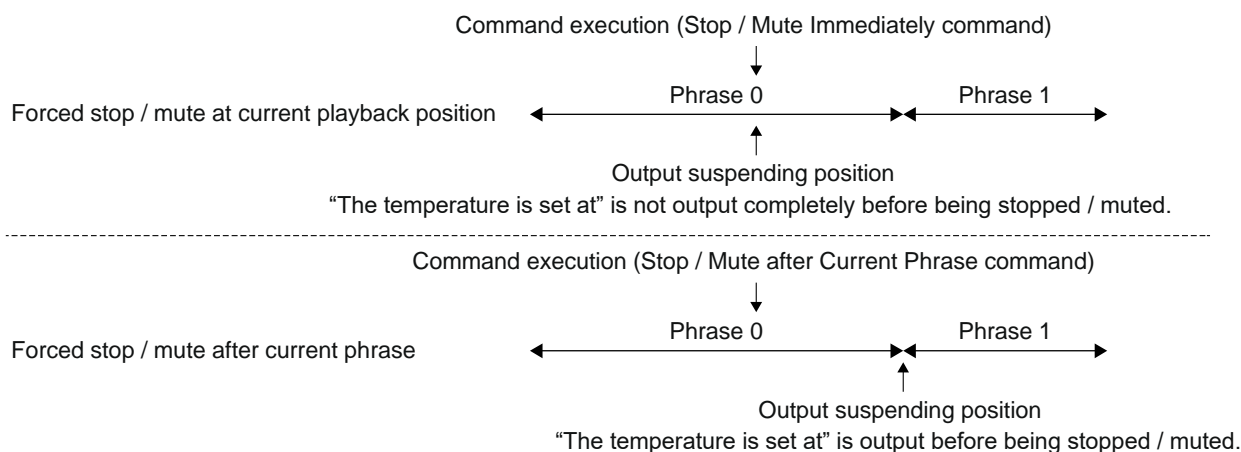 Command execution (Stop / Mute Immediately command)
Phrase 0
Phrase 1
Forced stop / mute at current playback position
Output suspending position
“The temperature is set at” is not output completely before being stopped / muted.
Command execution (Stop / Mute after Current Phrase command)
Phrase 0
Phrase 1
Forced stop / mute after current phrase
Output suspending position
“The temperature is set at” is output before being stopped / muted.